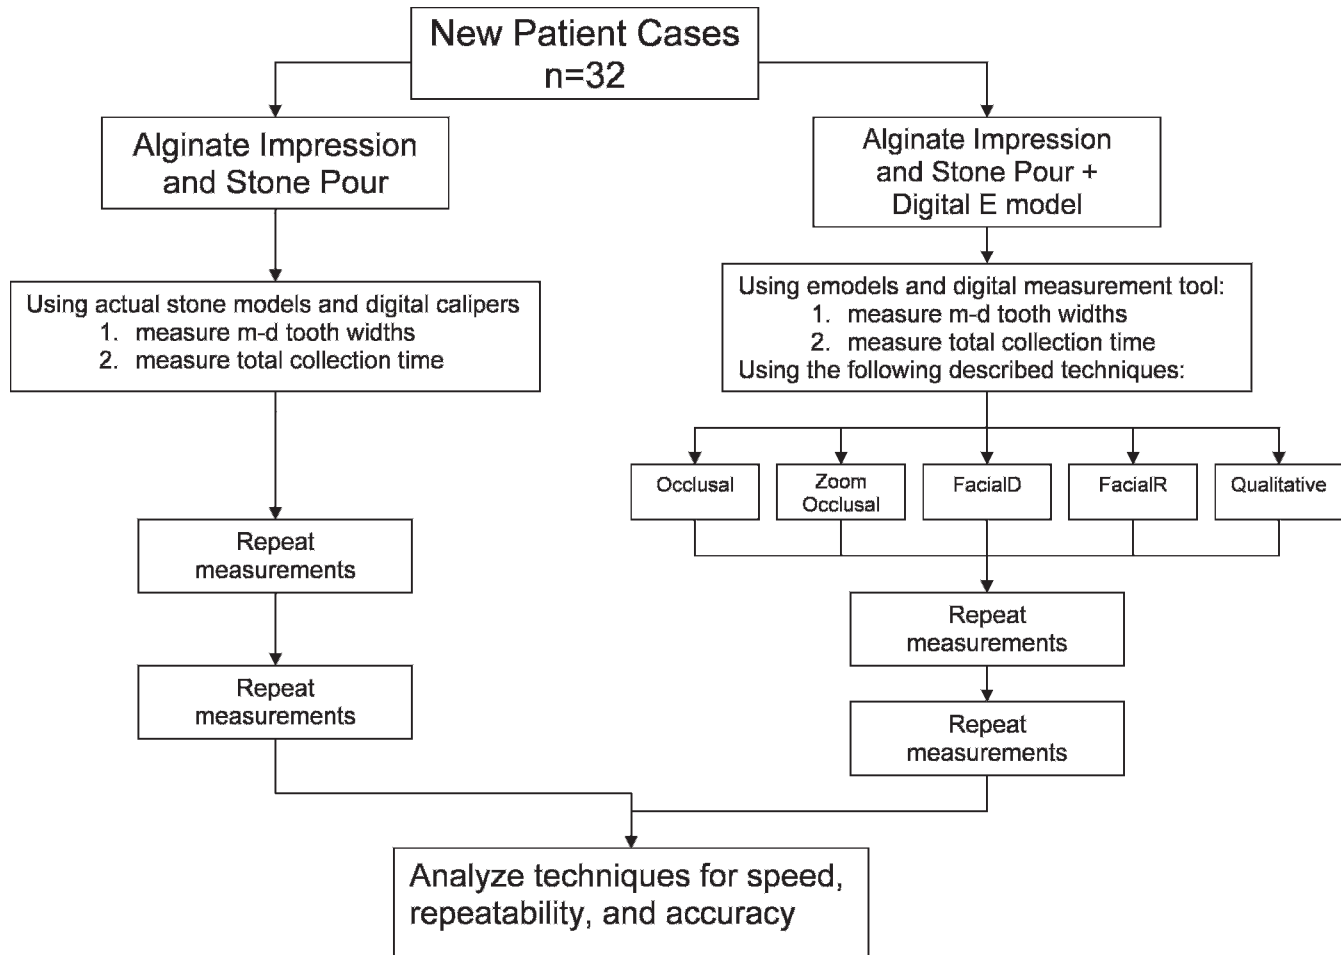 New Patient Cases
n=32
Alginate Impression
and Stone Pour
Alginate Impression
and Stone Pour +
Digital E model
Using actual stone models and digital calipers
1. measure m-d tooth widths
2. measure total collection time
Using emodels and digital measurement tool:
1. measure m-d tooth widths
2. measure total collection time
Using the following described techniques:
Occlusal
Zoom
Occlusal
FacialD
FacialR
Qualitative
Repeat
measurements
Repeat
measurements
Repeat
measurements
Repeat
measurements
Analyze techniques for speed,
repeatability, and accuracy